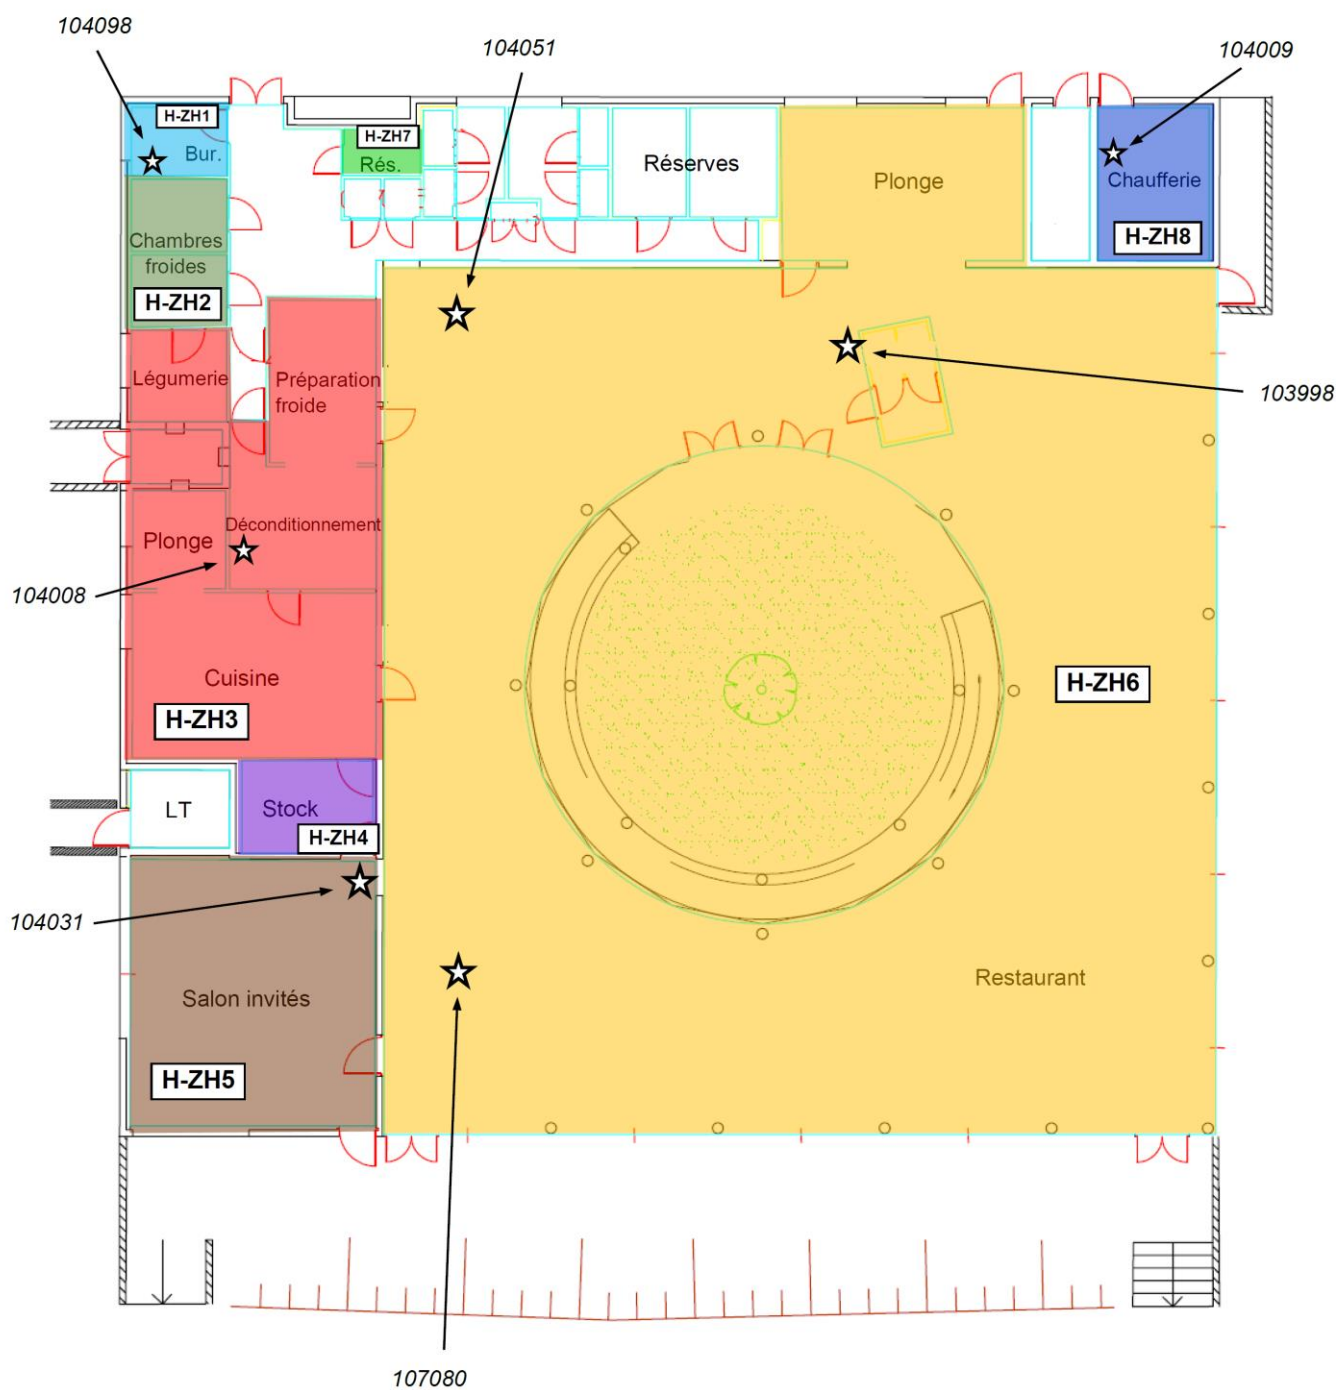 104098
104051
104009
H-ZH1
Bur.
H-ZH7
Rés.
Réserves
Plonge
Chaufferie
H-ZH8
Chambres
froides
H-ZH2
Légumerie
Préparation
froide
103998
Déconditionnement
Plonge
104008
Cuisine
H-ZH3
H-ZH6
LT
Stock
H-ZH4
104031
Salon invités
Restaurant
H-ZH5
107080